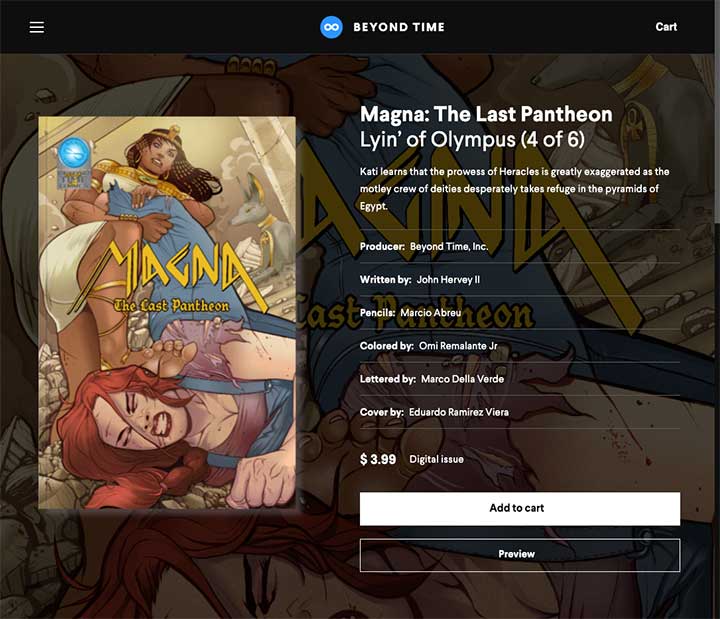 BEYOND TIME
Cart
Magna: The Last Pantheon
Lyin’ of Olympus (4 of 6)
Kati learns that the prowess of Heracles is greatly exaggerated as the
motley crew of deities desperately takes refuge in the pyramids of
Egypt.
Producer: Beyond Time, Inc.
Written by: John Hervey II
Pencils: Marcio Abreu
Colored by: Omi Remalante Jr
Lettered by: Marco Della Verde
Cover by: Eduardo Ramirez Viera
$ 3.99 Digital issue
Add to cart
Preview
MAGNA
The Last Pantheon
MAGNA
Last Pantheon